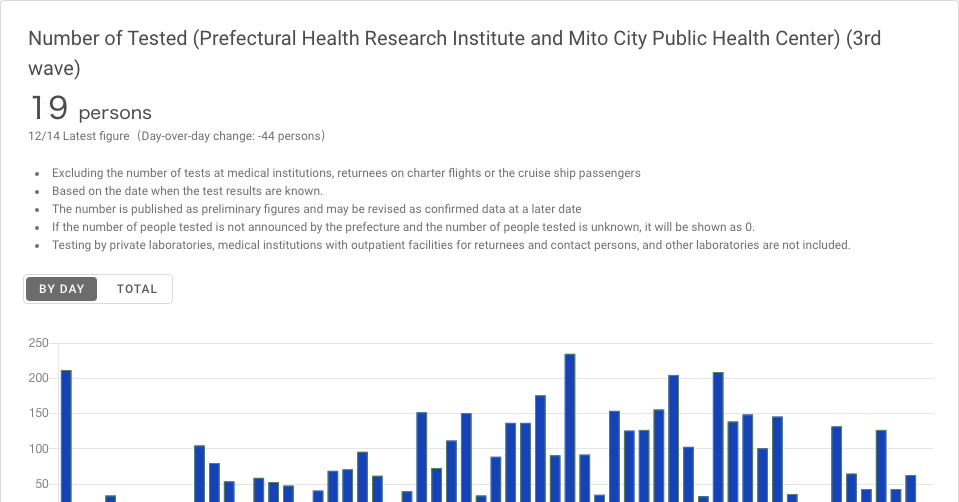 Number of Tested (Prefectural Health Research Institute and Mito City Public Health Center) (3rd
wave)
19 persons
12/14 Latest figure（Day-over-day change: -44 persons）
• Excluding the number of tests at medical institutions, returnees on charter flights or the cruise ship passengers
• Based on the date when the test results are known.
• The number is published as preliminary figures and may be revised as confirmed data at a later date
• If the number of people tested is not announced by the prefecture and the number of people tested is unknown, it will be shown as 0.
• Testing by private laboratories, medical institutions with outpatient facilities for returnees and contact persons, and other laboratories are not included.
BY DAY TOTAL
250
200
150
100
50